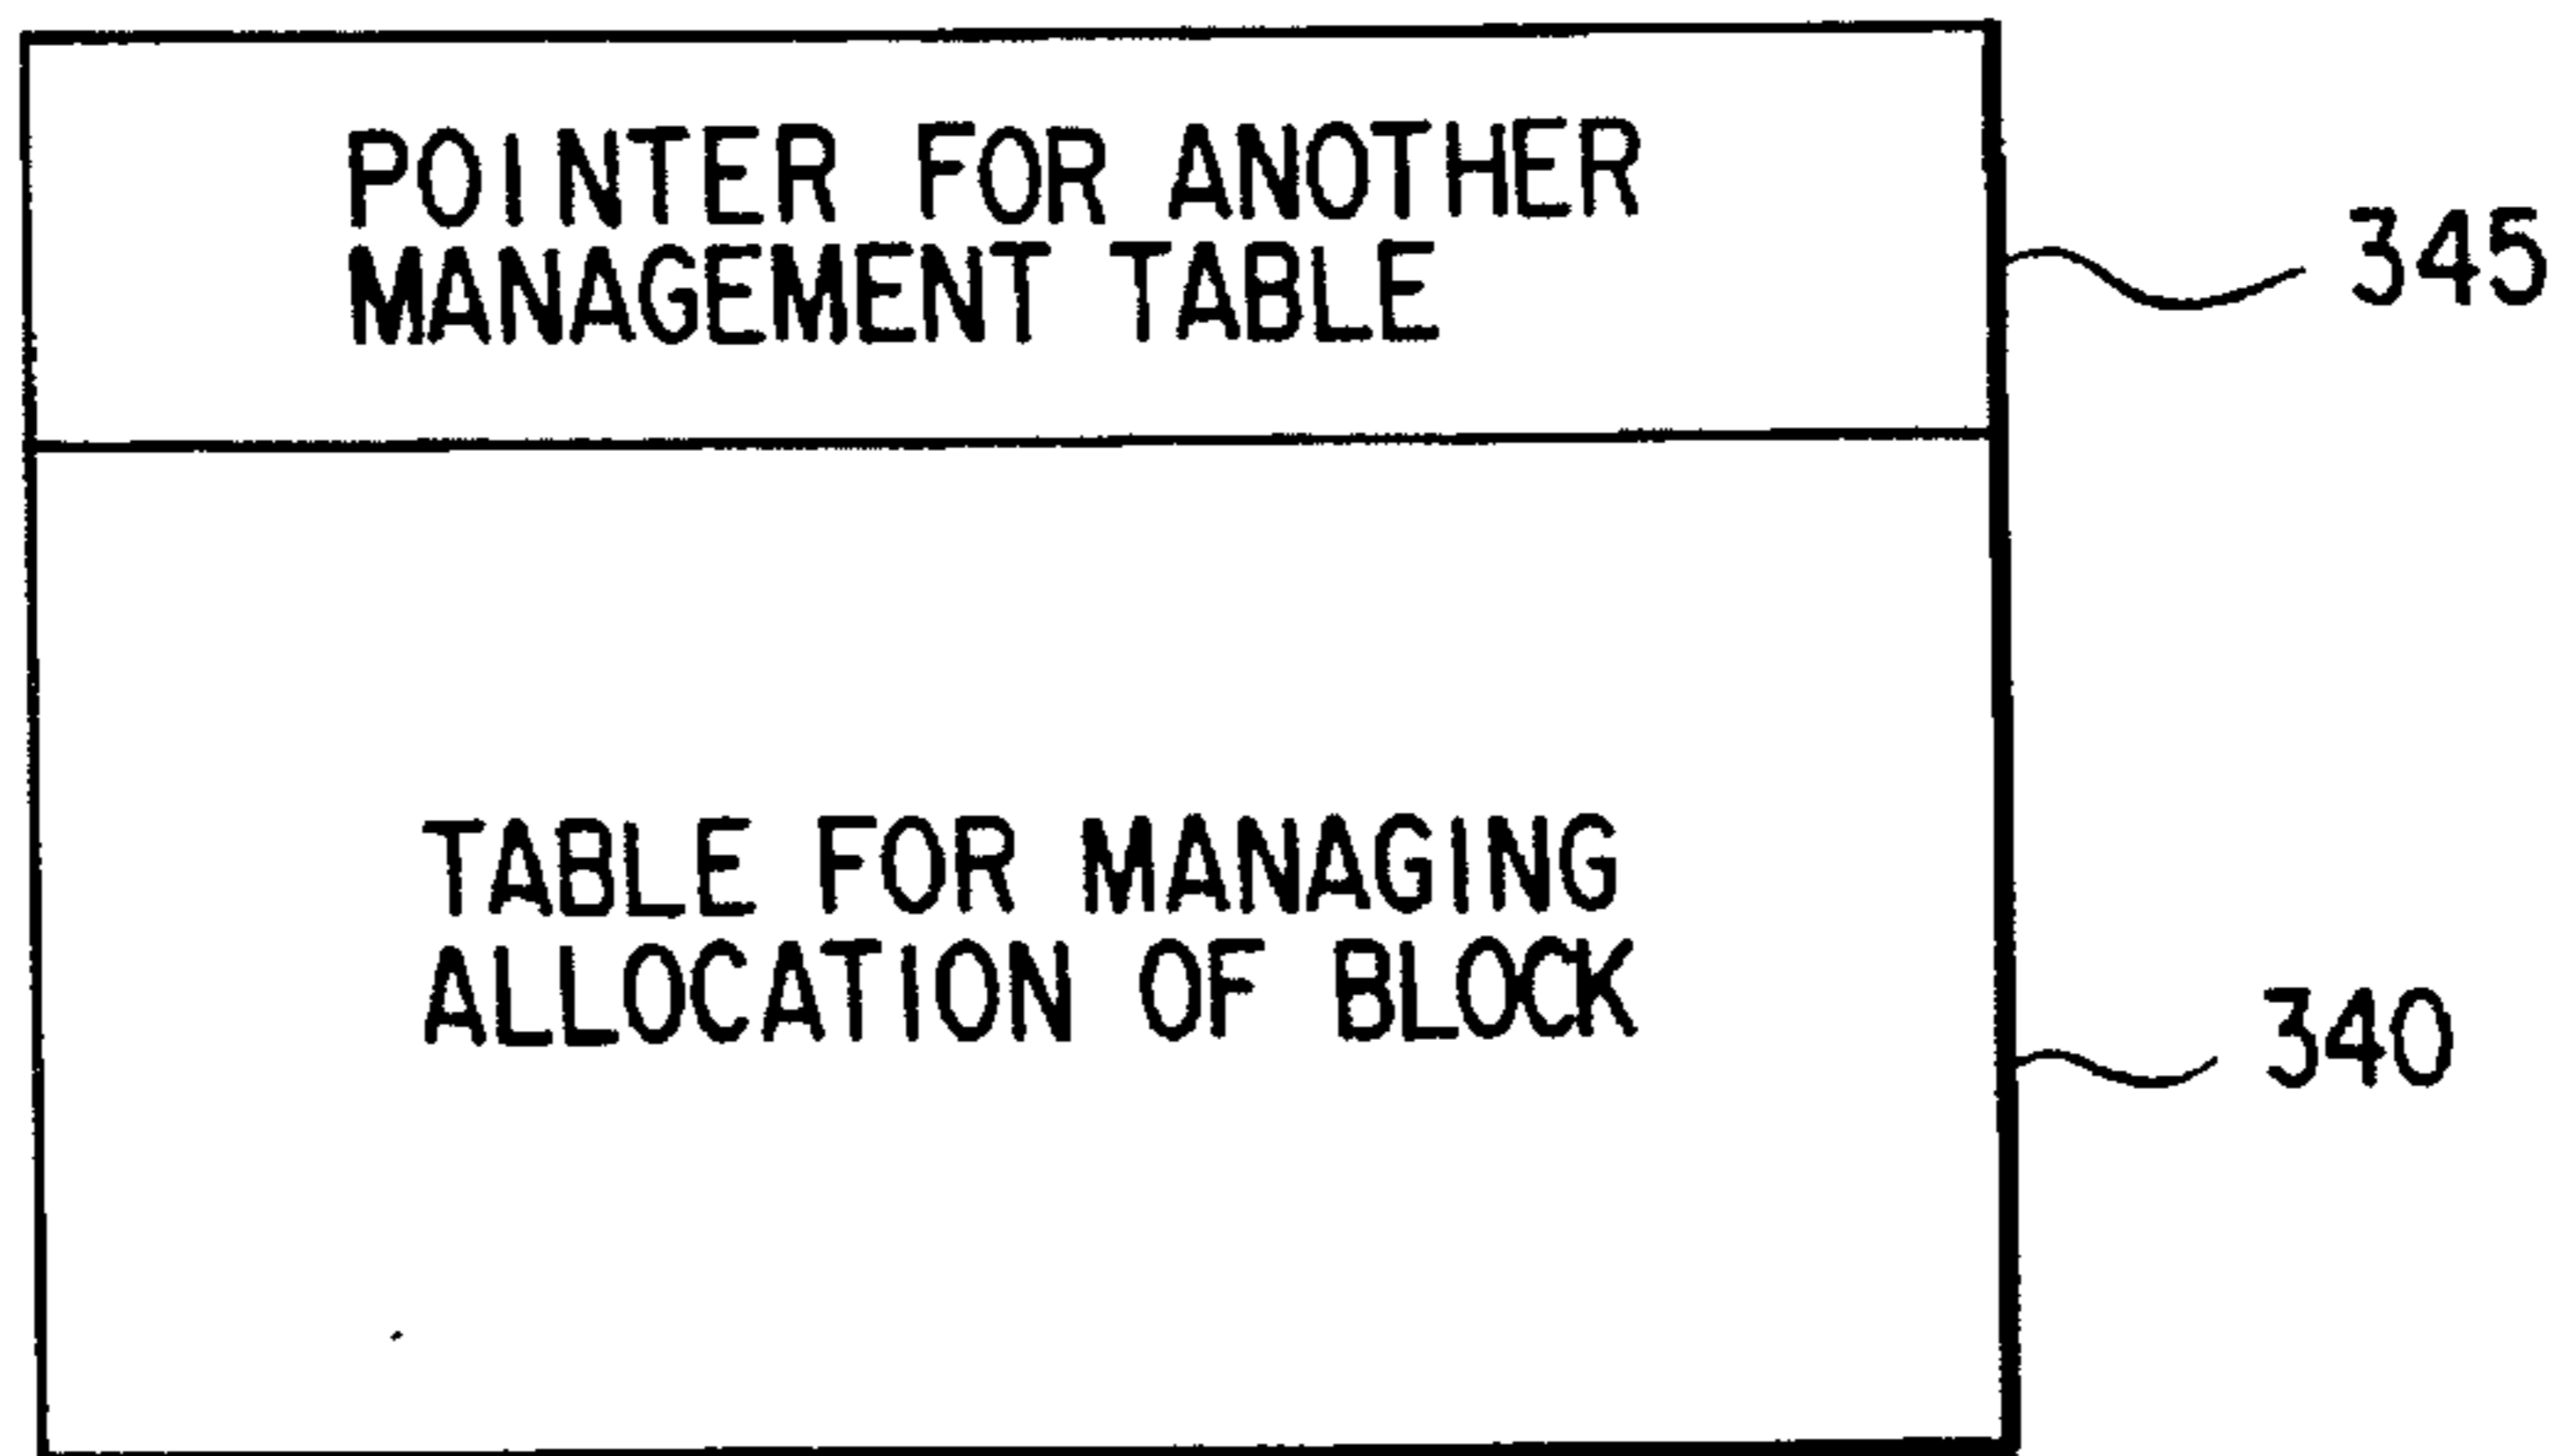 POINTER FOR ANOTHER
MANAGEMENT TABLE
345
TABLE FOR MANAGING
ALLOCATION OF BLOCK
340